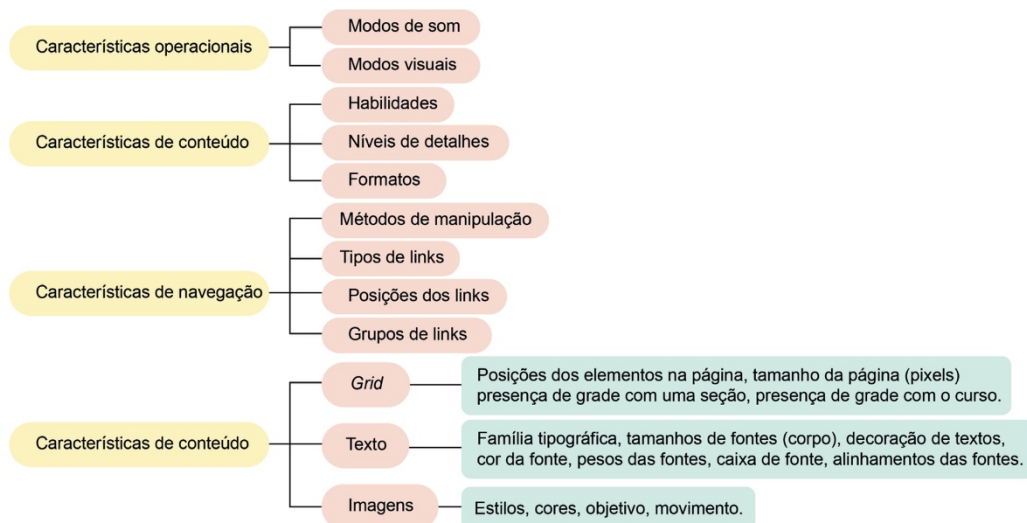 Características operacionais
Modos de som
Modos visuais
Características de conteúdo
Habilidades
Níveis de detalhes
Formatos
Características de navegação
Métodos de manipulação
Tipos de links
Posições dos links
Grupos de links
Características de conteúdo
Grid
Posições dos elementos na página, tamanho da página (pixels)
presença de grade com uma seção, presença de grade com o curso.
Texto
Família tipográfica, tamanhos de fontes (corpo), decoração de textos,
cor da fonte, pesos das fontes, caixa de fonte, alinhamentos das fontes.
Imagens
Estilos, cores, objetivo, movimento.